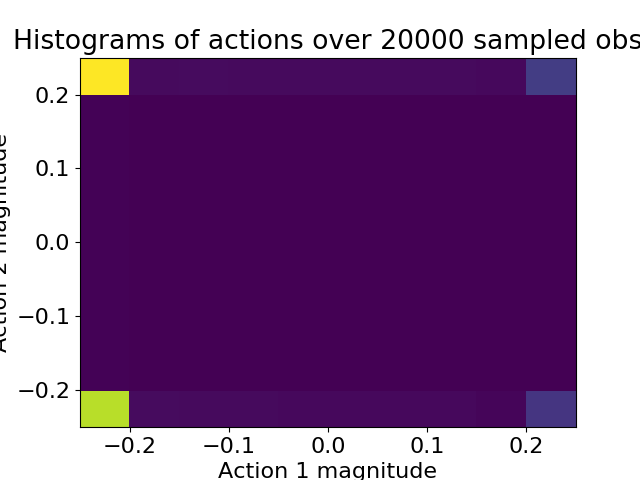 Histograms of actions over 20000 sampled obs
0.2
0.1
0.0
−0.1
−0.2
Action 2 magnitude
−0.2 −0.1 0.0 0.1 0.2
Action 1 magnitude